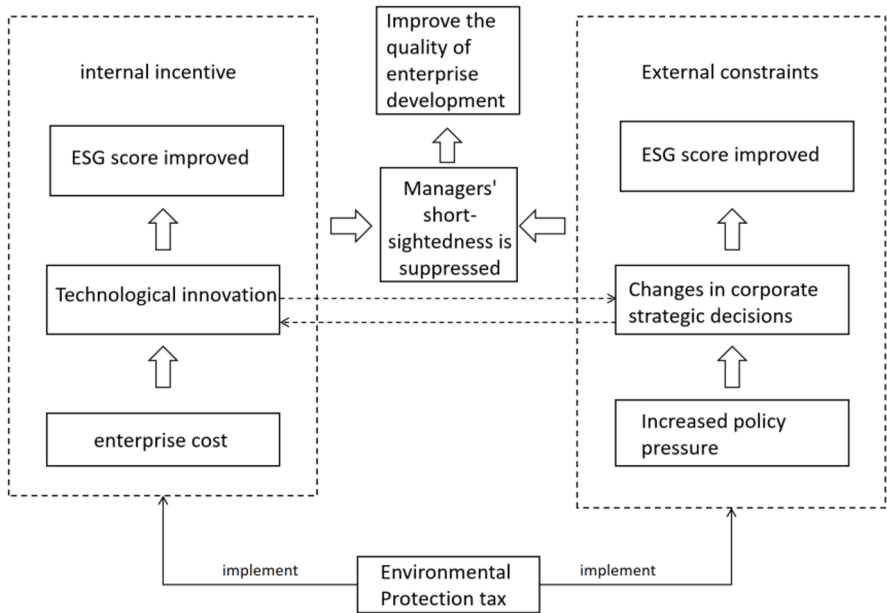 Improve the
quality of
enterprise
development
internal incentive
External constraints
ESG score improved
ESG score improved
Managers'
short-
sightedness is
suppressed
Technological innovation
Changes in corporate
strategic decisions
enterprise cost
Increased policy
pressure
implement
implement
Environmental
Protection tax